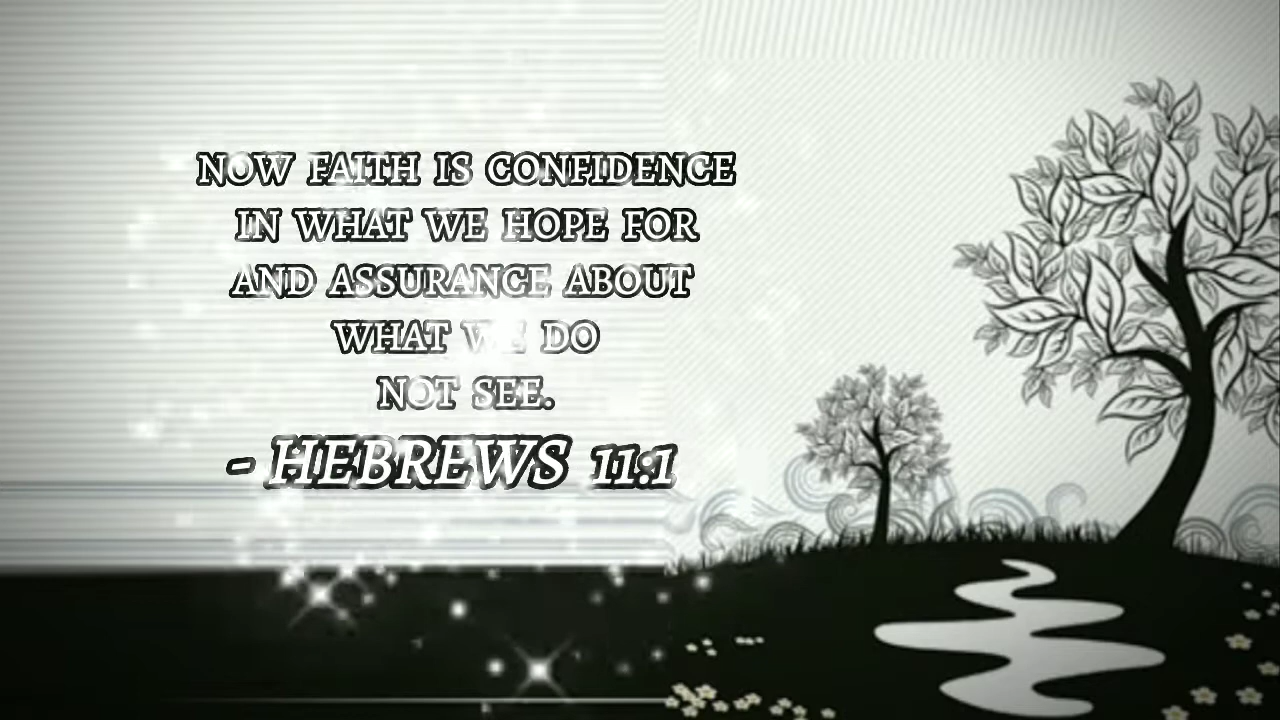 NOW FAITH IS CONFIDENCE
IN WHAT WE HOPE FOR
AND ASSURANCE ABOUT
WHAT WE DO
NOT SEE.
- HEBREWS 11:1